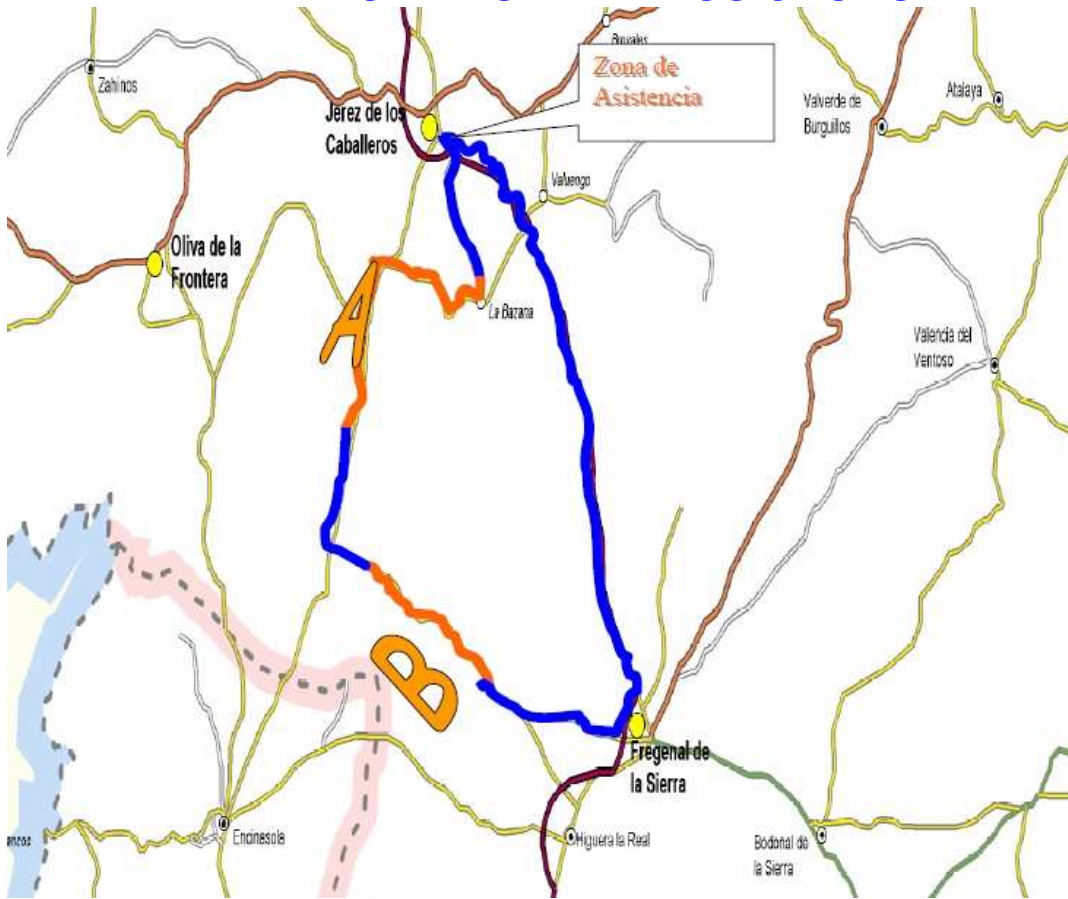 Zahinos
Zona de
Asistencia
Jerez de los
Caballeros
Atalaya
Valverde de
Burguillos
Valuengo
Oliva de la
Frontera
A
La Bazana
Valencia del
Ventoso
B
Fregenal de
la Sierra
Encinasola
Higuera la Real
Bodonal de
la Sierra